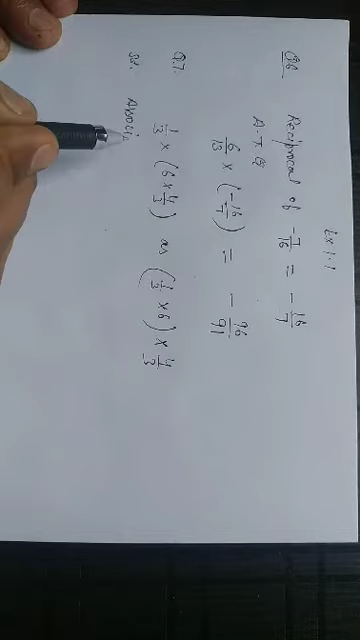 Ex 1.1
Q6 Reciprocal of -7/16 = -16/7
A.T.Q
6/13 × (-16/7) = -96/91
Q7. 1/3 × (6 × 4/3) as (1/3 × 6) × 4/3
Sol. Associ